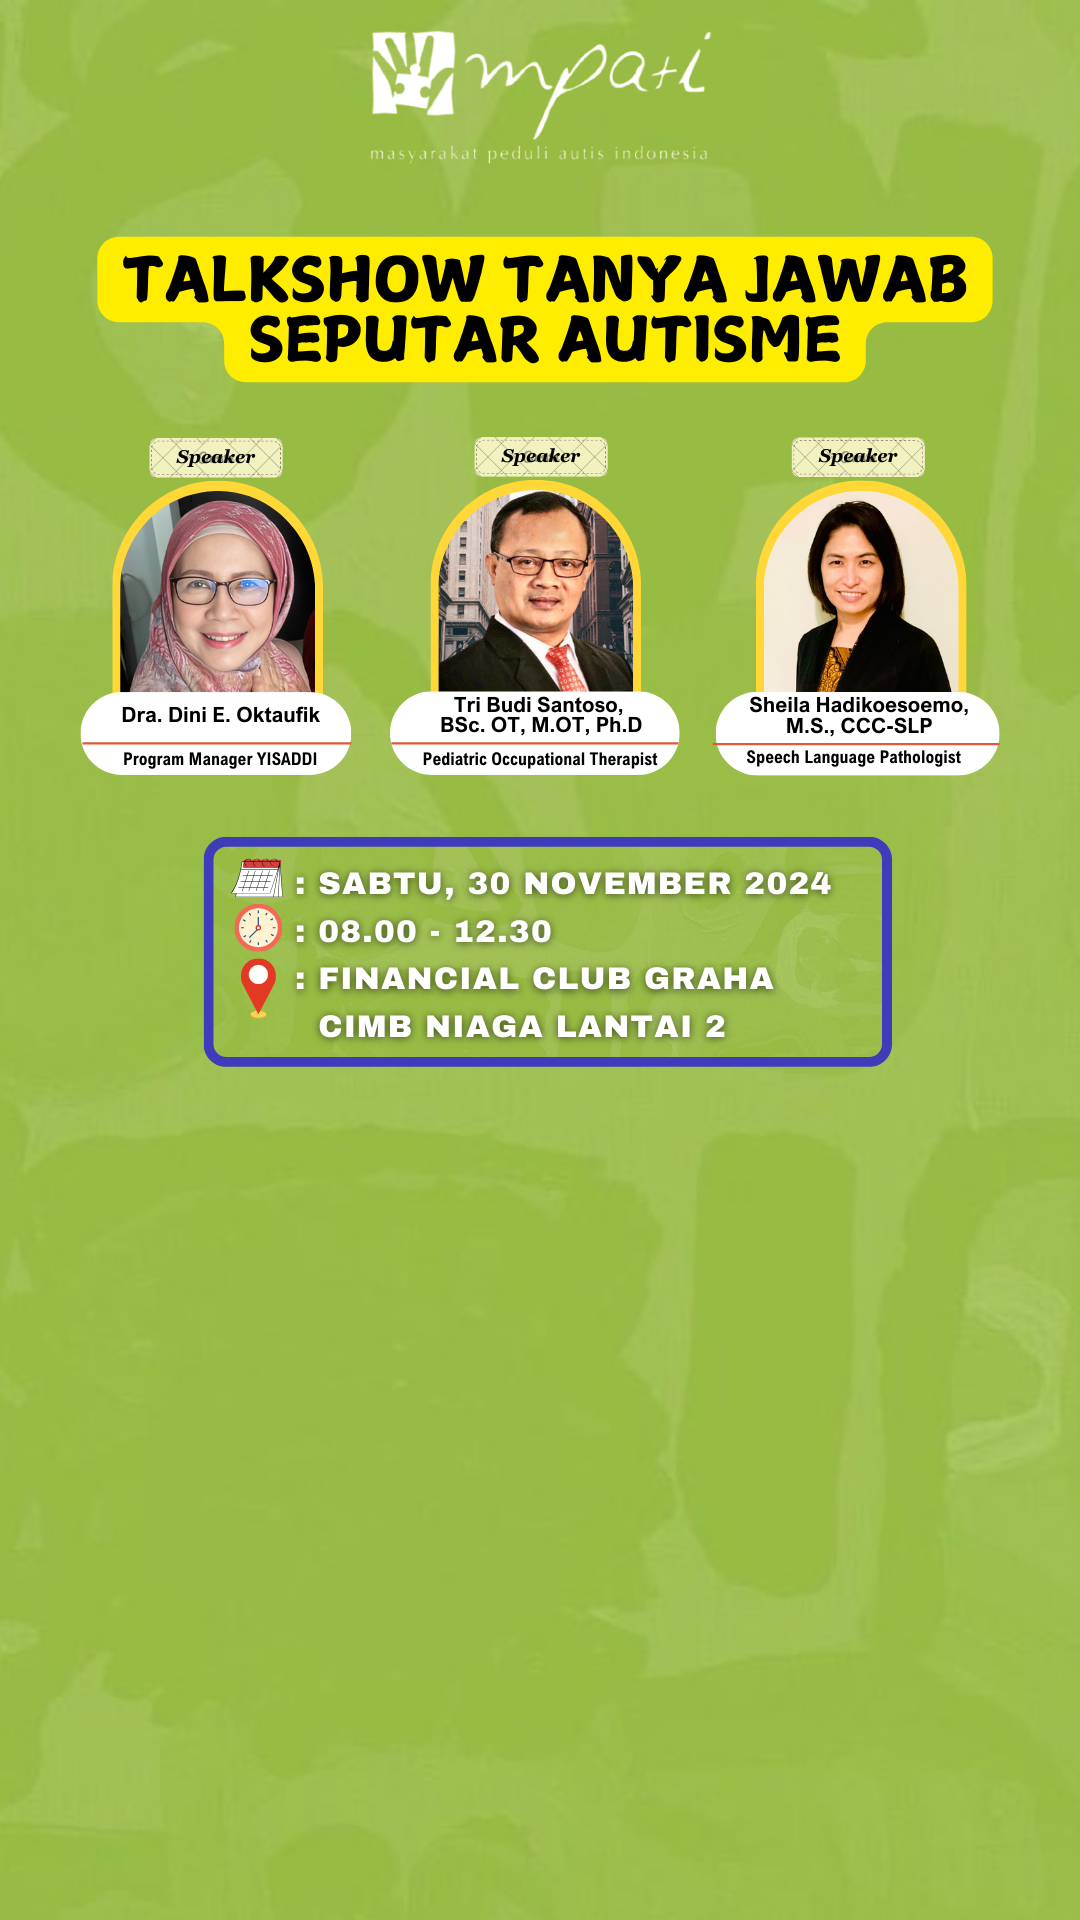 mpati
masyarakat peduli autis indonesia
TALKSHOW TANYA JAWAB
SEPUTAR AUTISME
Speaker
Speaker
Speaker
Dra. Dini E. Oktaufik
Program Manager YISADDI
Tri Budi Santoso,
BSc. OT, M.OT, Ph.D
Pediatric Occupational Therapist
Sheila Hadikoesoemo,
M.S., CCC-SLP
Speech Language Pathologist
: SABTU, 30 NOVEMBER 2024
: 08.00 - 12.30
: FINANCIAL CLUB GRAHA
CIMB NIAGA LANTAI 2